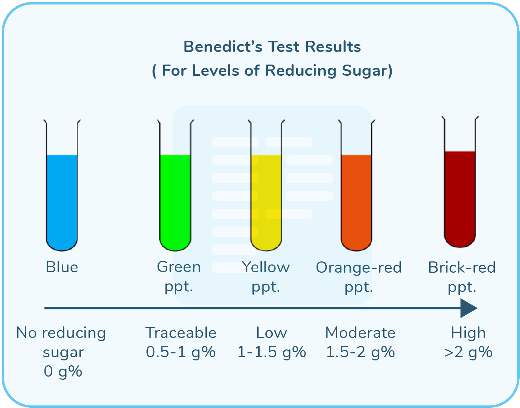 Benedict's Test Results
( For Levels of Reducing Sugar)
Blue
Green
ppt.
Yellow
ppt.
Orange-red
ppt.
Brick-red
ppt.
No reducing
sugar
0 g%
Traceable
0.5-1 g%
Low
1-1.5 g%
Moderate
1.5-2 g%
High
>2 g%